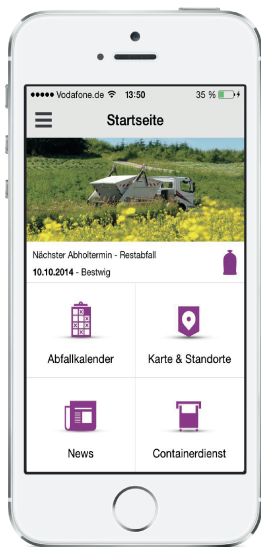 Vodafone.de 13:50 35 %
Startseite
Nächster Abholtermin - Restabfall
10.10.2014 - Bestwig
Abfallkalender
Karte & Standorte
News
Containerdienst